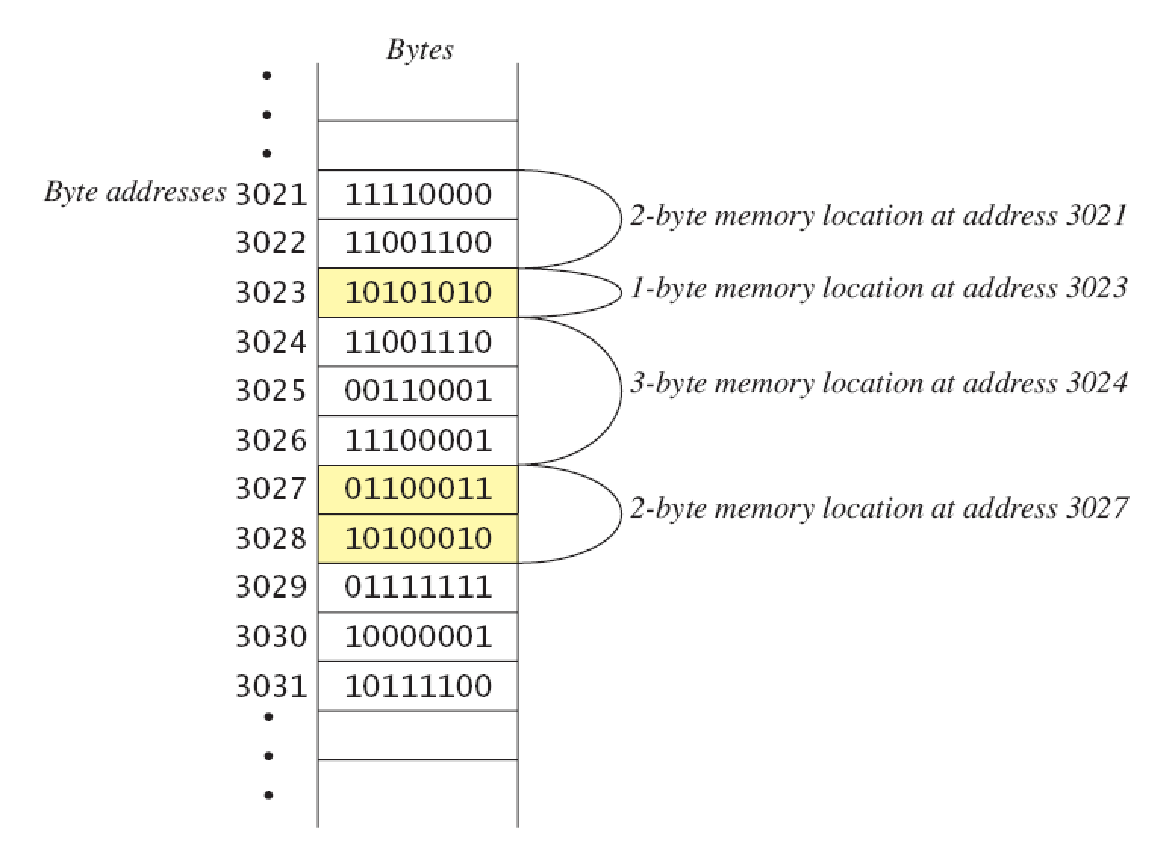 Bytes
Byte addresses 3021 11110000
2-byte memory location at address 3021
3022 11001100
3023 10101010 1-byte memory location at address 3023
3024 11001110
3025 00110001 3-byte memory location at address 3024
3026 11100001
3027 01100011
2-byte memory location at address 3027
3028 10100010
3029 01111111
3030 10000001
3031 10111100